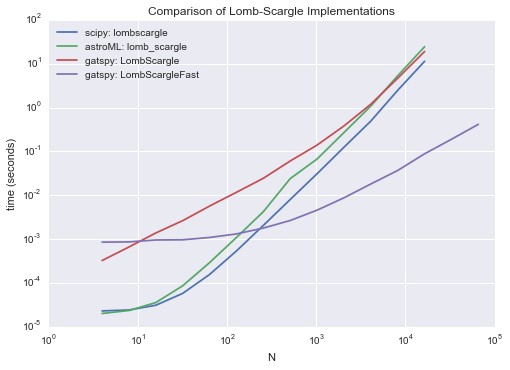 Comparison of Lomb-Scargle Implementations
10^2
10^1
10^0
10^-1
10^-2
10^-3
10^-4
10^-5
time (seconds)
scipy: lombscargle
astroML: lomb_scargle
gatspy: LombScargle
gatspy: LombScargleFast
10^0 10^1 10^2 10^3 10^4 10^5
N